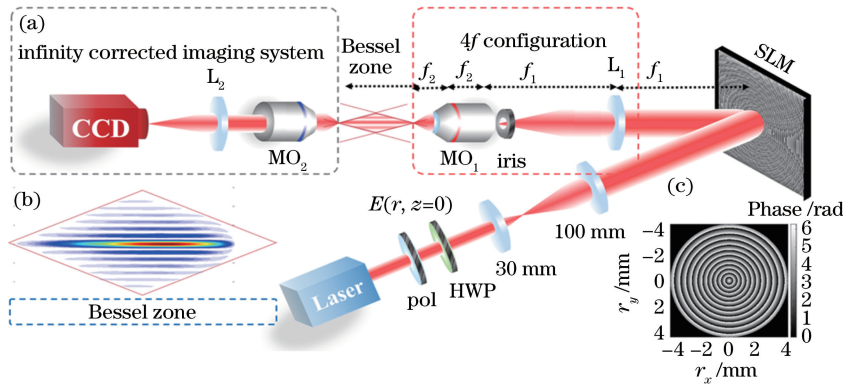 (a)
infinity corrected imaging system
L2
CCD
MO2
Bessel
zone
4f configuration
f2
f2
f1
L1
f1
MO1
iris
SLM
(b)
Bessel zone
E(r, z=0)
Laser
pol
HWP
30 mm
100 mm
(c)
Phase /rad
−4
−2
0
2
4
ry/mm
−4 −2 0 2 4
rx/mm
6
5
4
3
2
1
0